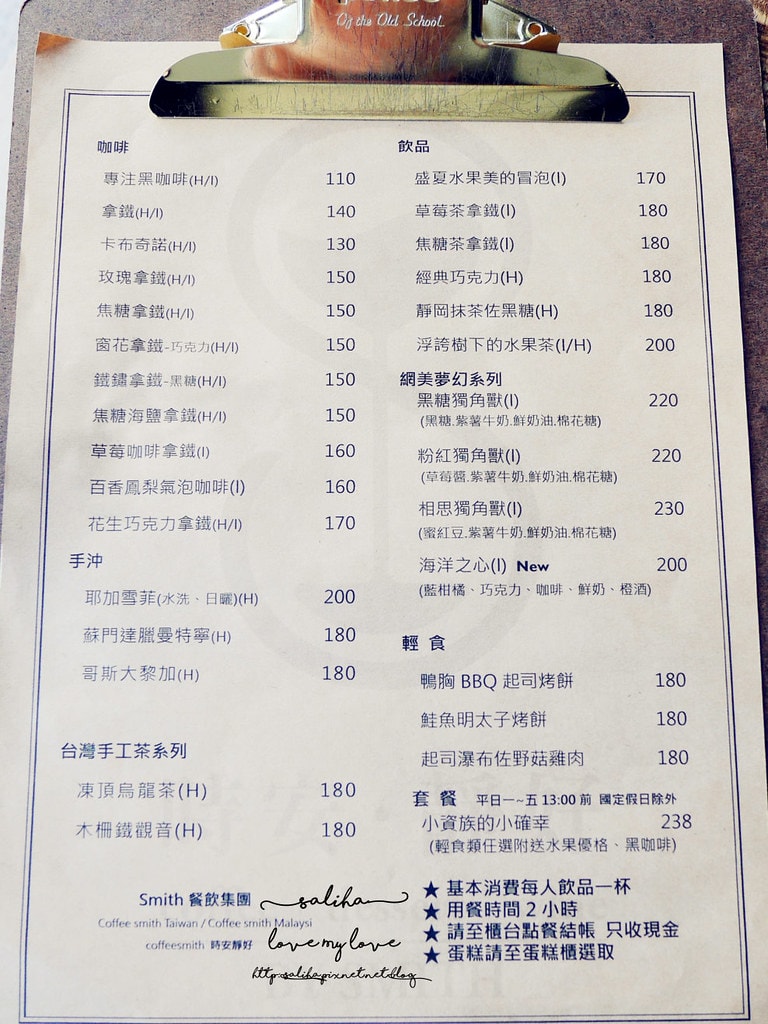 Of the Old School
咖啡
專注黑咖啡(H/I) 110
拿鐵(H/I) 140
卡布奇諾(H/I) 130
玫瑰拿鐵(H/I) 150
焦糖拿鐵(H/I) 150
窗花拿鐵-巧克力(H/I) 150
鐵鏽拿鐵-黑糖(H/I) 150
焦糖海鹽拿鐵(H/I) 150
草莓咖啡拿鐵(I) 160
百香鳳梨氣泡咖啡(I) 160
花生巧克力拿鐵(H/I) 170
手沖
耶加雪菲(水洗、日曬)(H) 200
蘇門達臘曼特寧(H) 180
哥斯大黎加(H) 180
台灣手工茶系列
凍頂烏龍茶(H) 180
木柵鐵觀音(H) 180
飲品
盛夏水果美的冒泡(I) 170
草莓茶拿鐵(I) 180
焦糖茶拿鐵(I) 180
經典巧克力(H) 180
靜岡抹茶佐黑糖(H) 180
浮誇樹下的水果茶(I/H) 200
網美夢幻系列
黑糖獨角獸(I) 220
(黑糖.紫薯牛奶.鮮奶油.棉花糖)
粉紅獨角獸(I) 220
(草莓醬.紫薯牛奶.鮮奶油.棉花糖)
相思獨角獸(I) 230
(蜜紅豆.紫薯牛奶.鮮奶油.棉花糖)
海洋之心(I) New 200
(藍柑橘、巧克力、咖啡、鮮奶、橙酒)
輕 食
鴨胸 BBQ 起司烤餅 180
鮭魚明太子烤餅 180
起司瀑布佐野菇雞肉 180
套 餐 平日一~五 13:00 前 國定假日除外
小資族的小確幸 238
(輕食類任選附送水果優格、黑咖啡)
★ 基本消費每人飲品一杯
★ 用餐時間 2 小時
★ 請至櫃台點餐結帳 只收現金
★ 蛋糕請至蛋糕櫃選取
Smith 餐飲集團
Coffee smith Taiwan / Coffee smith Malaysi
coffeesmith 時安靜好
saliha
love my love
http:saliha.pixnet.net.blog